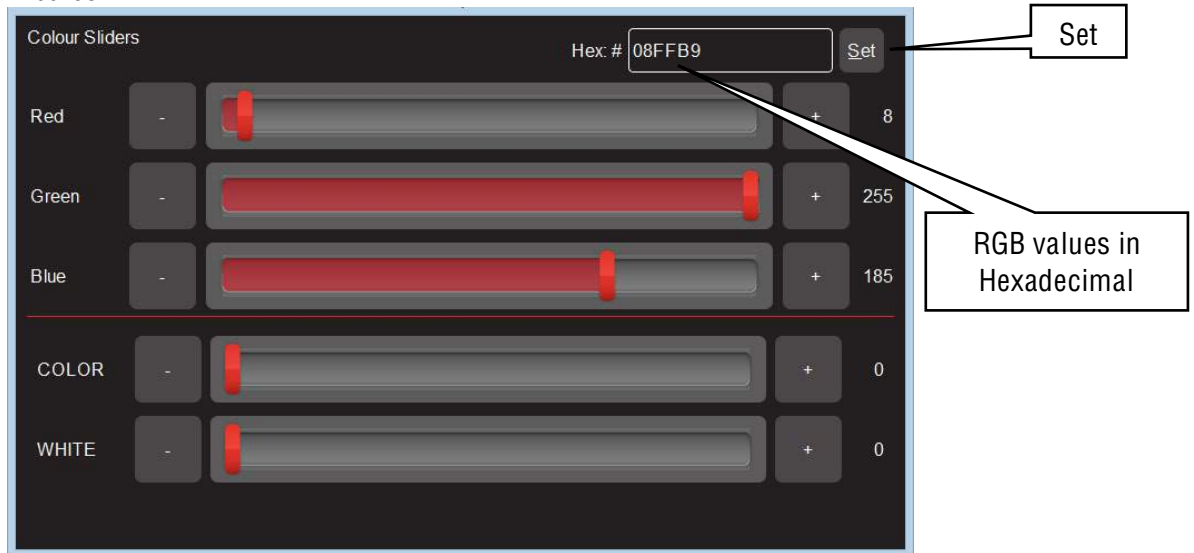 Colour Sliders
Hex: # 08FFB9 Set
Set
Red - + 8
Green - + 255
Blue - + 185
RGB values in
Hexadecimal
COLOR - + 0
WHITE - + 0